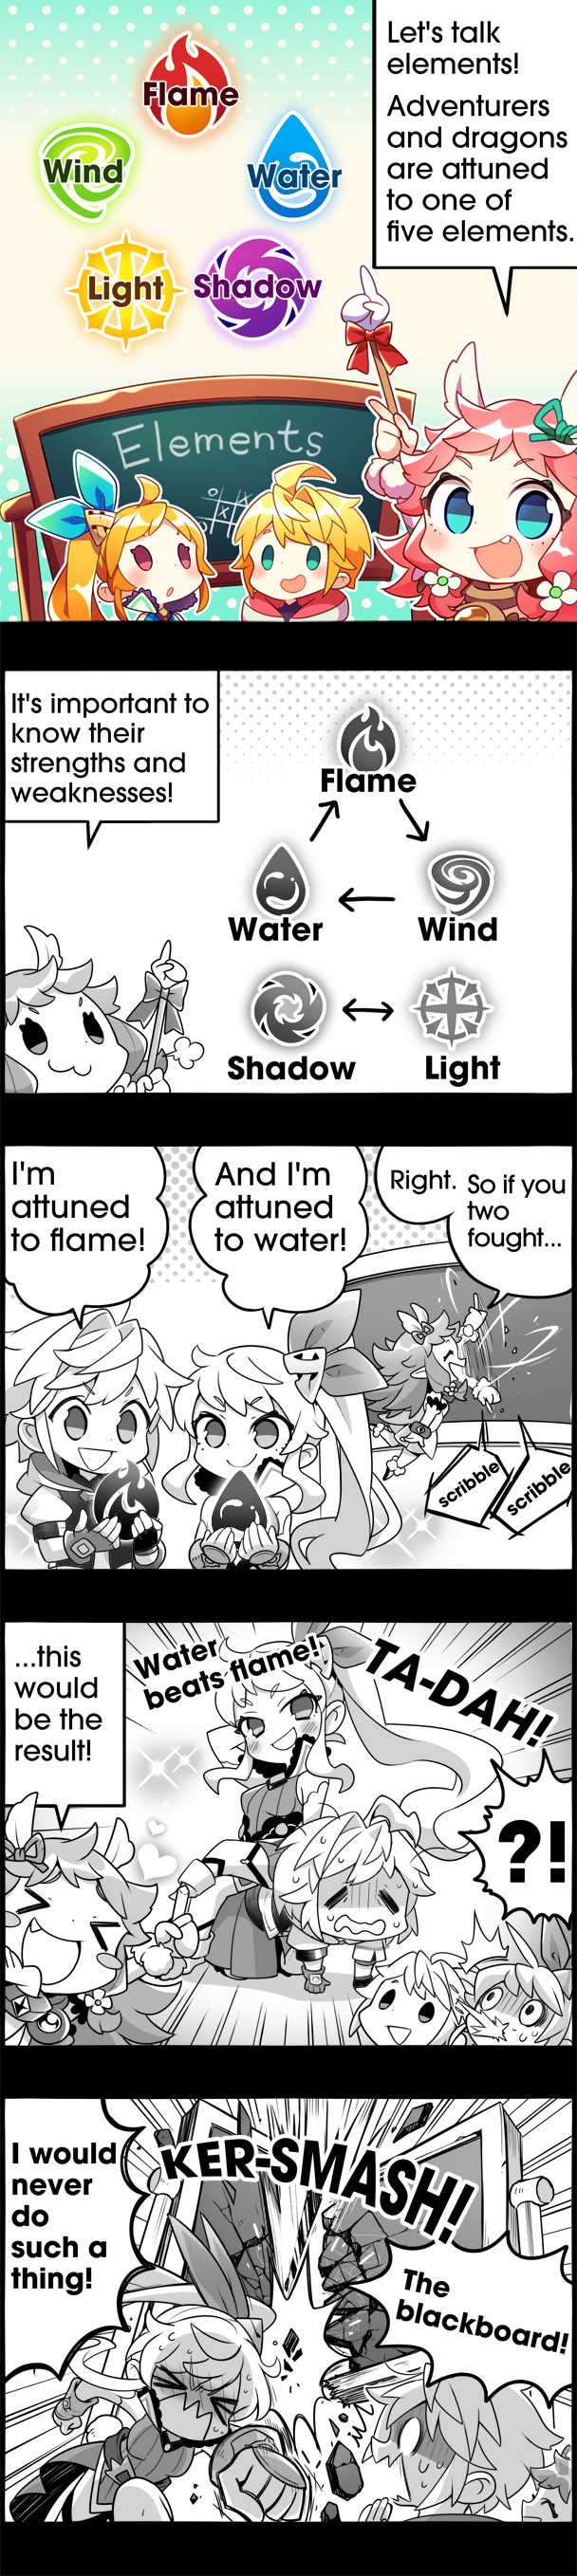 Let's talk
elements!
Adventurers
and dragons
are attuned
to one of
five elements.
Flame
Wind
Water
Light
Shadow
Elements
It's important to
know their
strengths and
weaknesses!
Flame
Water
Wind
Shadow
Light
I'm
attuned
to flame!
And I'm
attuned
to water!
Right.
So if you
two
fought...
scribble
scribble
...this
would
be the
result!
Water
beats flame!
TA-DAH!
?!
I would
never
do
such a
thing!
KER-SMASH!
The
blackboard!